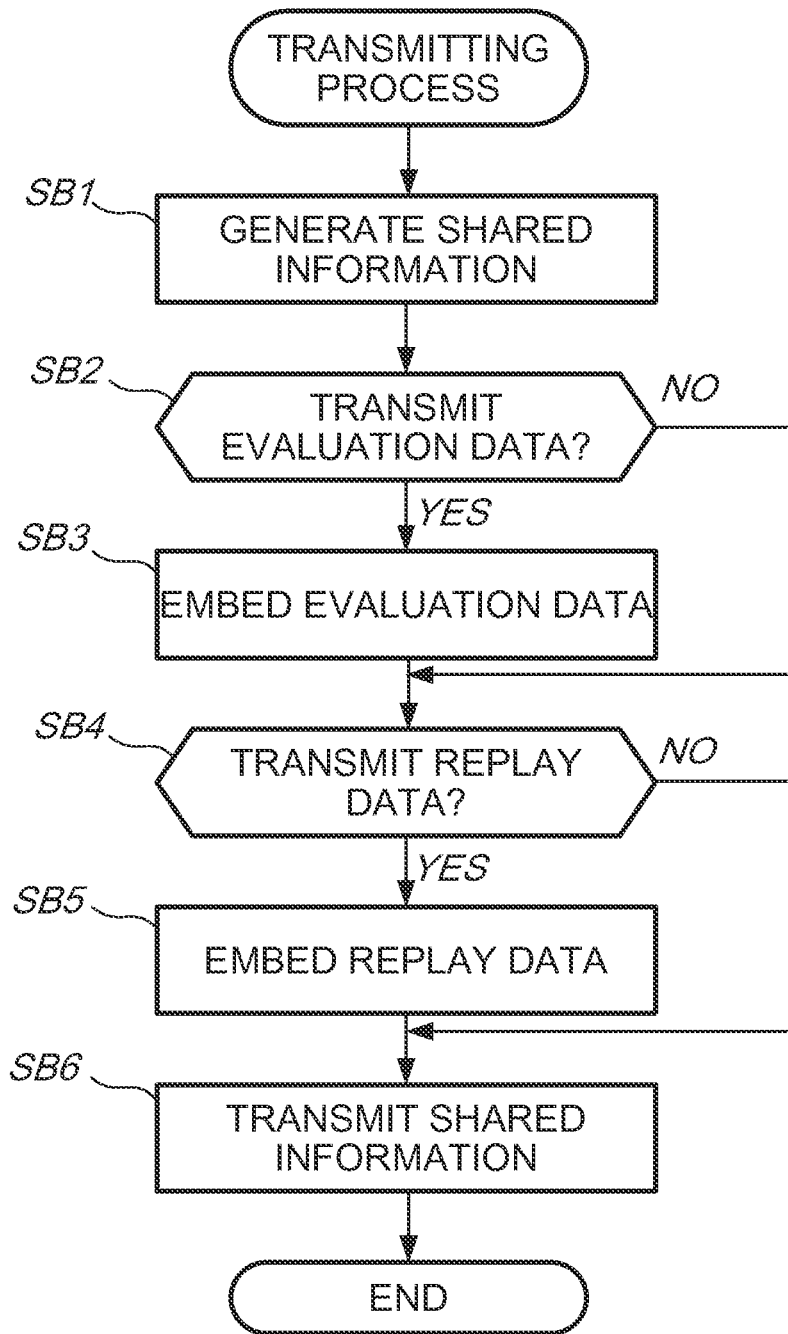 TRANSMITTING
PROCESS
SB1
GENERATE SHARED
INFORMATION
SB2
TRANSMIT
EVALUATION DATA?
NO
YES
SB3
EMBED EVALUATION DATA
SB4
TRANSMIT REPLAY
DATA?
NO
YES
SB5
EMBED REPLAY DATA
SB6
TRANSMIT SHARED
INFORMATION
END